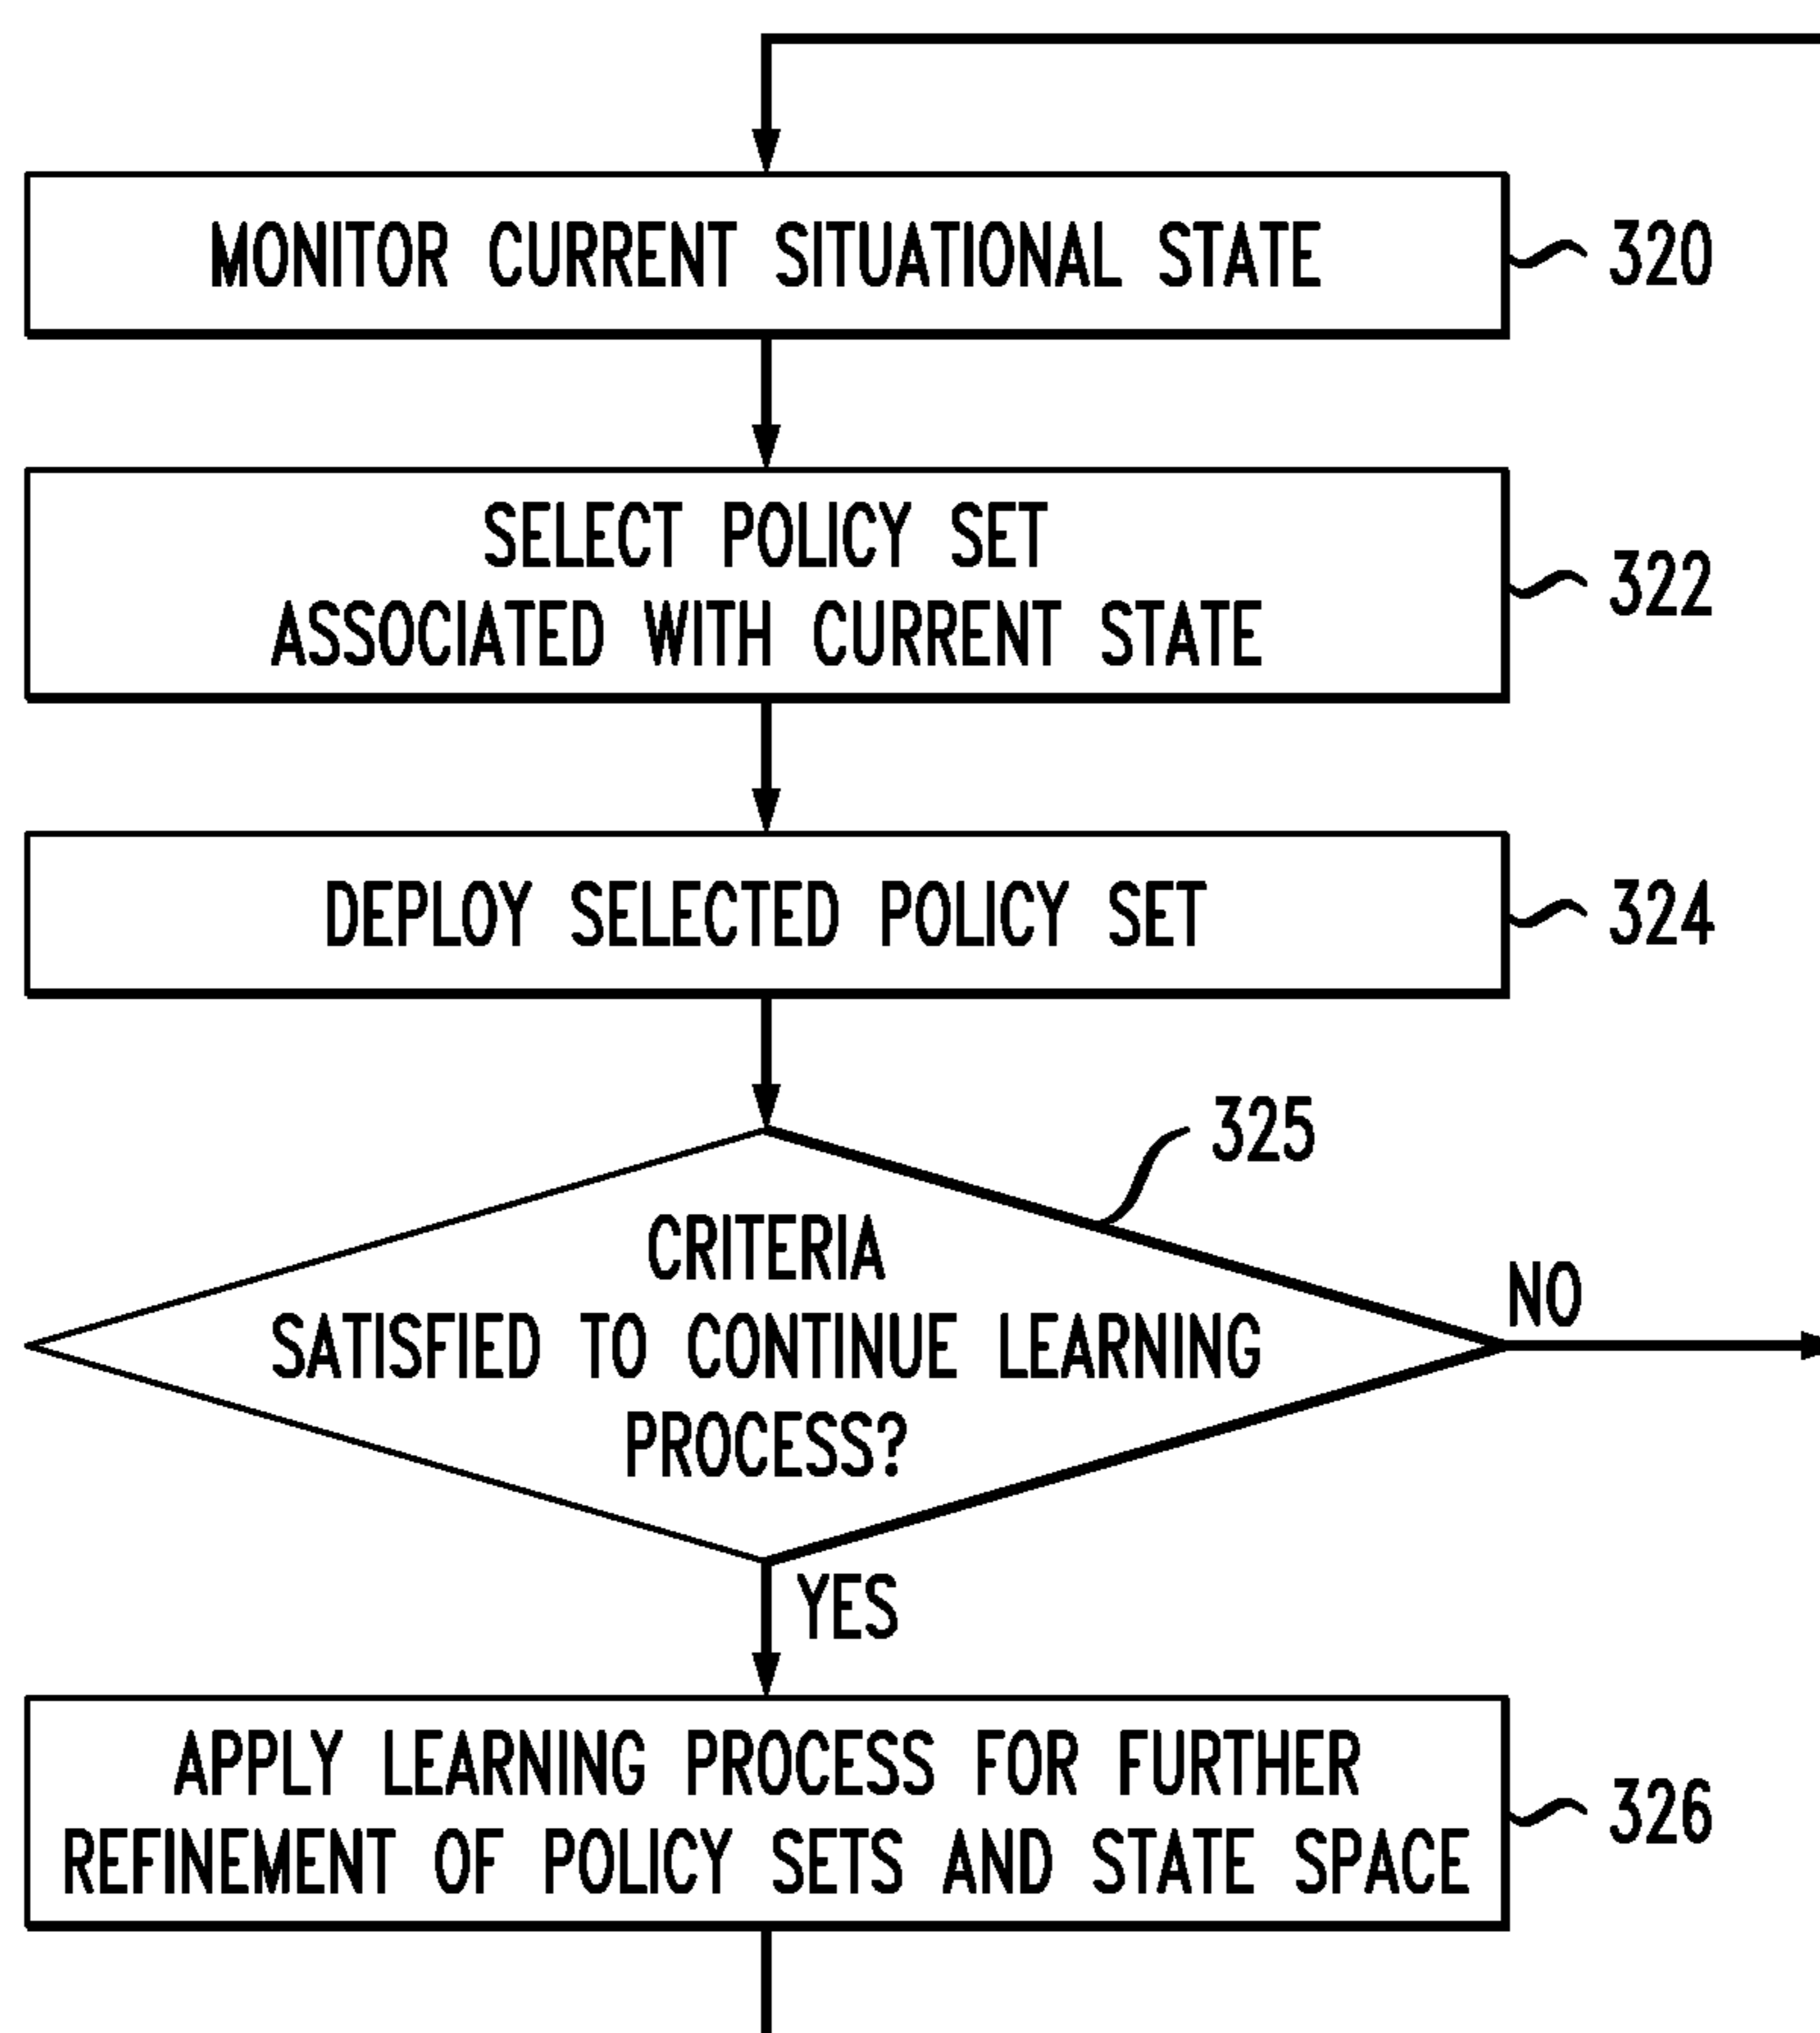 MONITOR CURRENT SITUATIONAL STATE
320
SELECT POLICY SET
ASSOCIATED WITH CURRENT STATE
322
DEPLOY SELECTED POLICY SET
324
325
CRITERIA
SATISFIED TO CONTINUE LEARNING
PROCESS?
NO
YES
APPLY LEARNING PROCESS FOR FURTHER
REFINEMENT OF POLICY SETS AND STATE SPACE
326